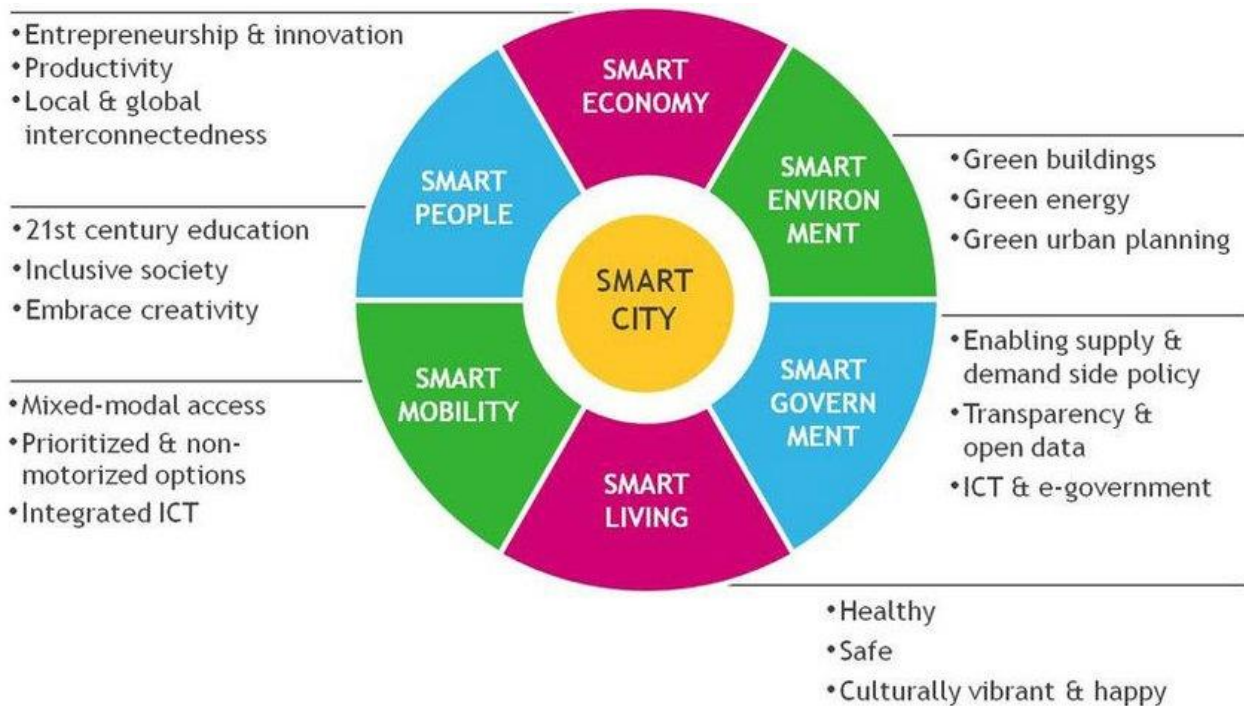 • Entrepreneurship & innovation
• Productivity
• Local & global
interconnectedness
SMART
ECONOMY
SMART
PEOPLE
• 21st century education
• Inclusive society
• Embrace creativity
SMART
ENVIRON
MENT
• Green buildings
• Green energy
• Green urban planning
SMART
CITY
SMART
MOBILITY
• Mixed-modal access
• Prioritized & non-
motorized options
• Integrated ICT
SMART
GOVERN
MENT
• Enabling supply &
demand side policy
• Transparency &
open data
• ICT & e-government
SMART
LIVING
• Healthy
• Safe
• Culturally vibrant & happy